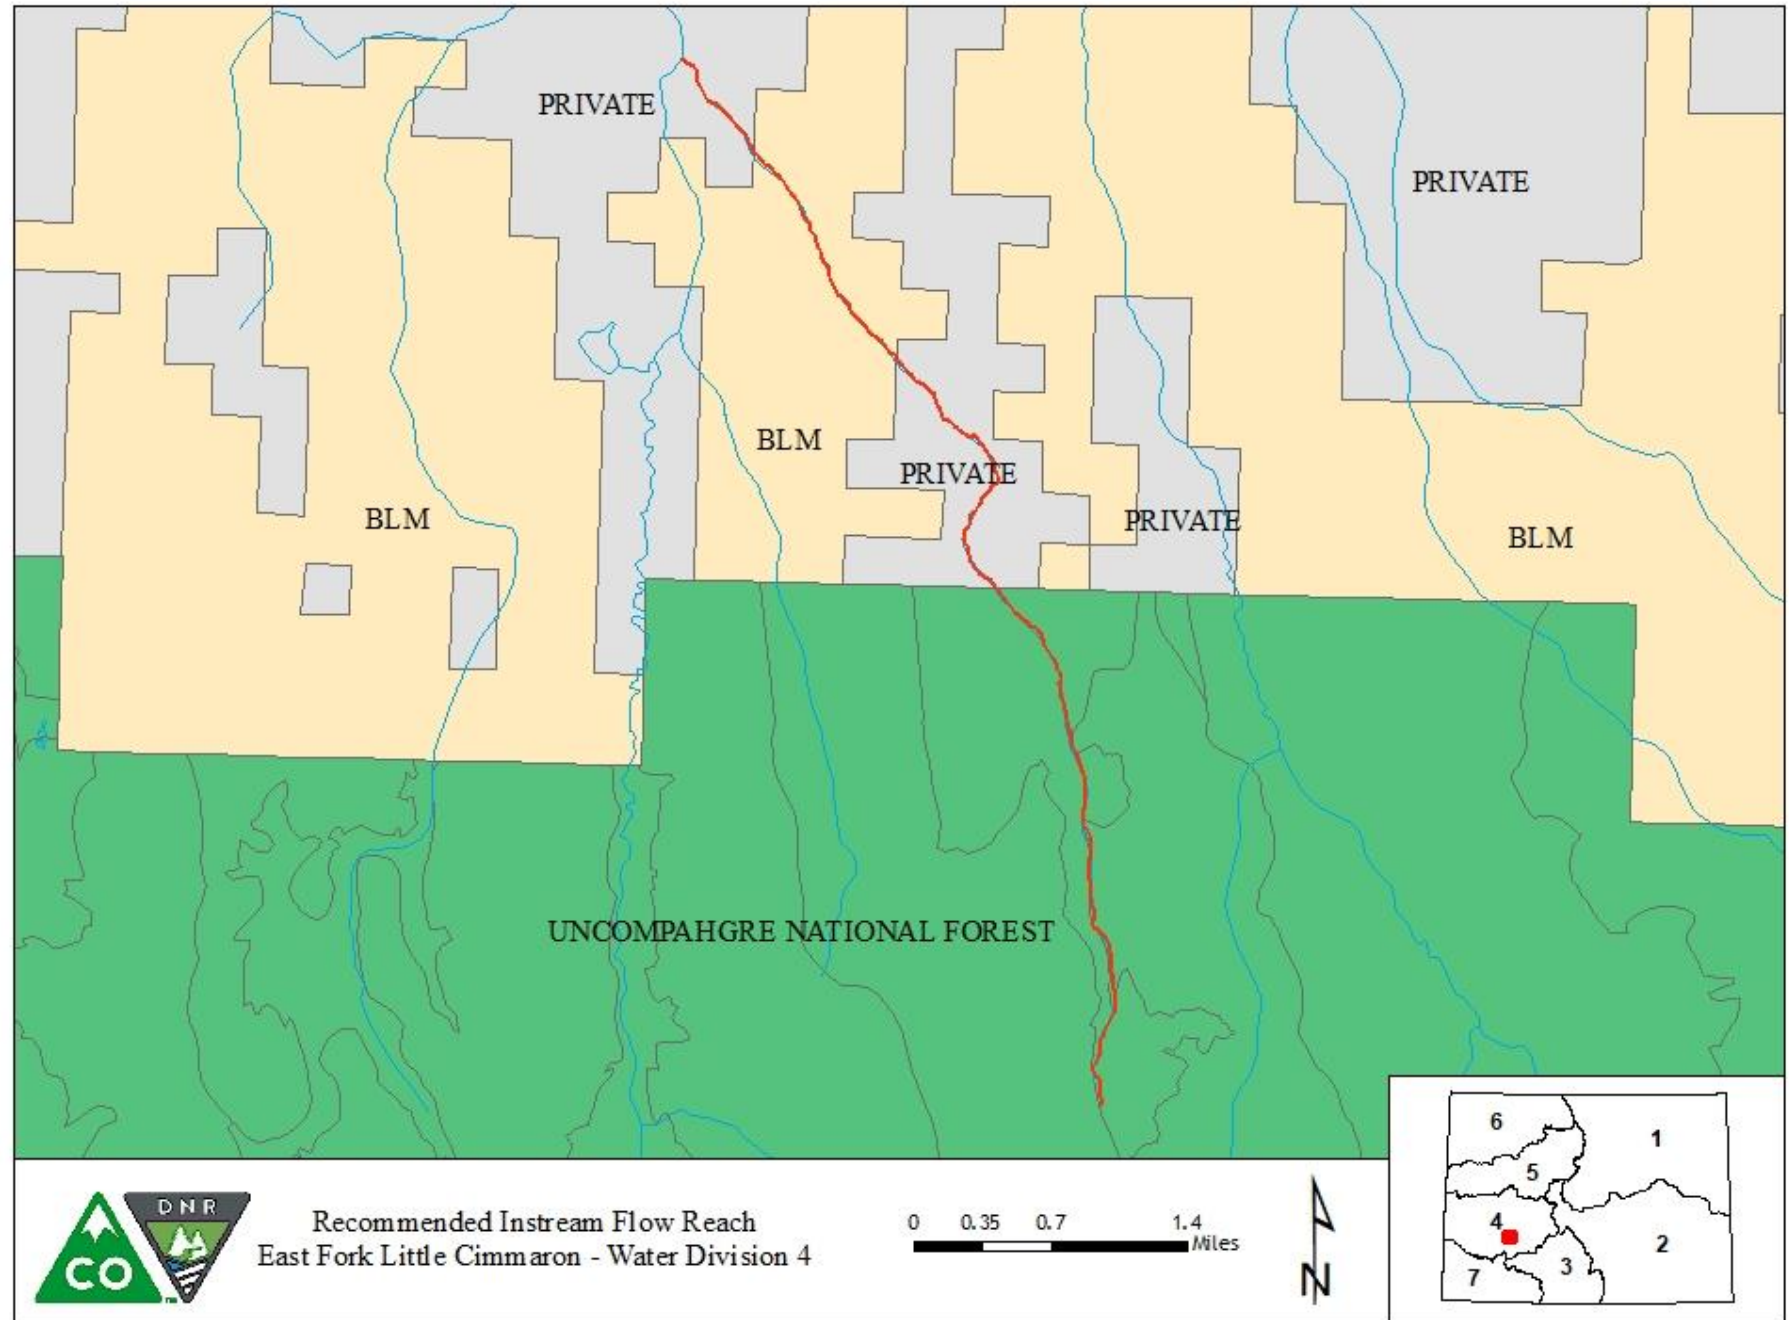 PRIVATE
PRIVATE
BLM
PRIVATE
BLM
PRIVATE
BLM
UNCOMPAHGRE NATIONAL FOREST
DNR
CO
Recommended Instream Flow Reach
East Fork Little Cimmaron - Water Division 4
0 0.35 0.7 1.4
Miles
N
6
1
5
4
2
3
7